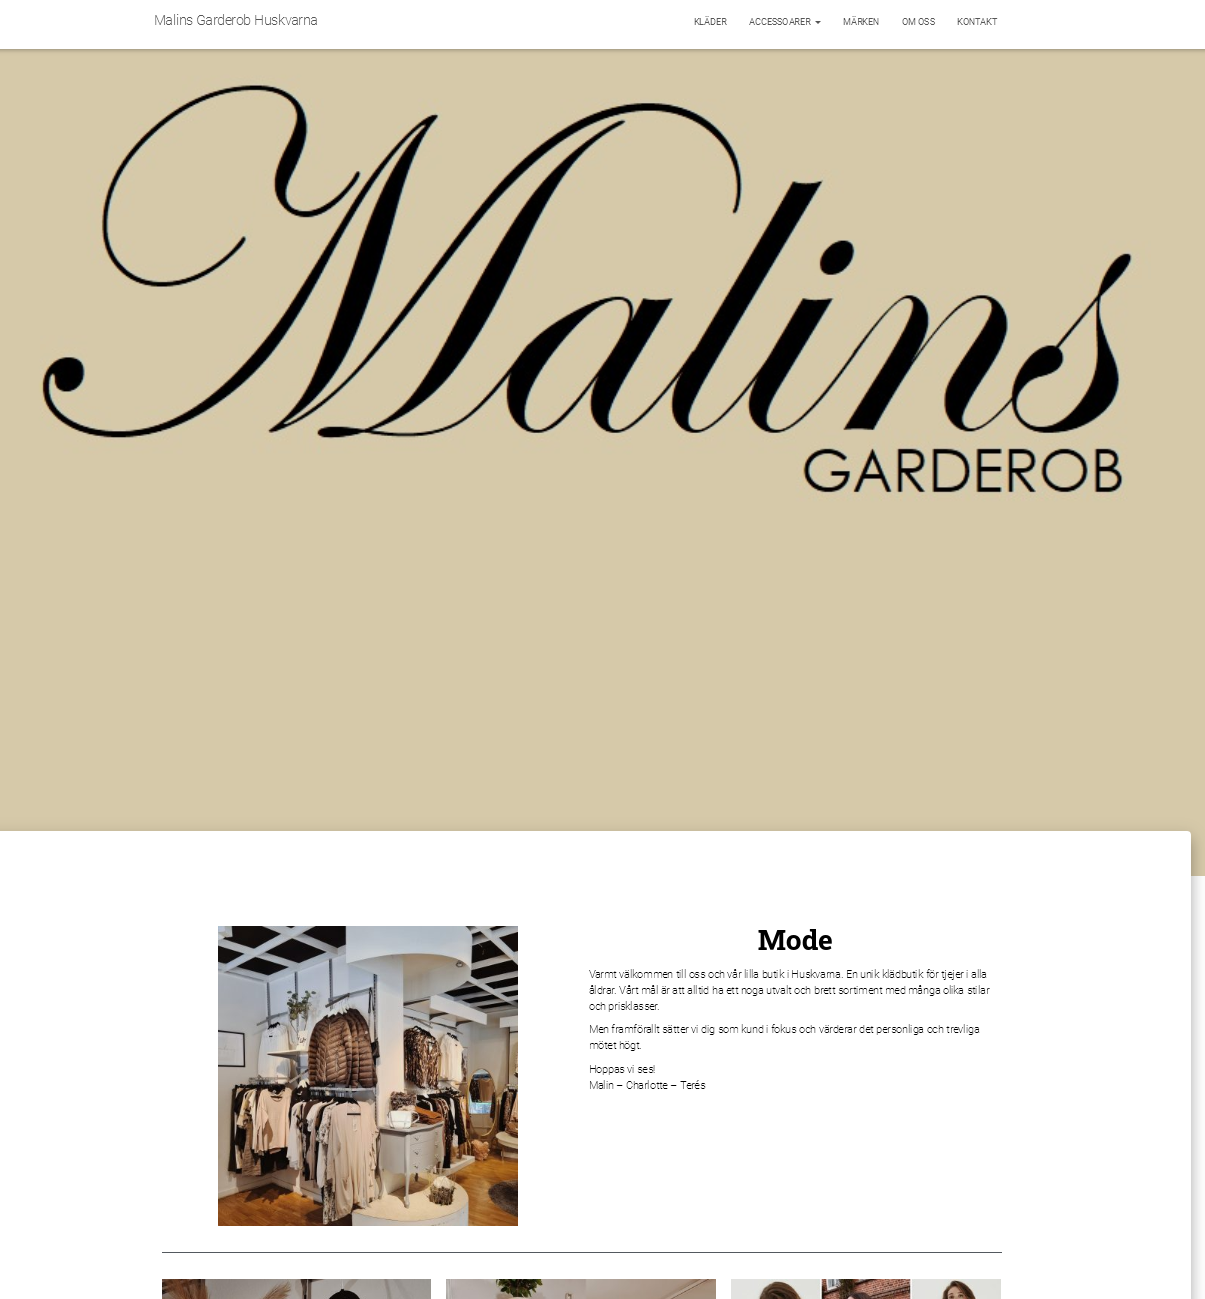 Malins Garderob Huskvarna
KLÄDER ACCESSOARER MÄRKEN OM OSS KONTAKT
Malins
GARDEROB
Mode
Varmt välkommen till oss och vår lilla butik i Huskvarna. En unik klädbutik för tjejer i alla
åldrar. Vårt mål är att alltid ha ett noga utvalt och brett sortiment med många olika stilar
och prisklasser.
Men framförallt sätter vi dig som kund i fokus och värderar det personliga och trevliga
mötet högt.
Hoppas vi ses!
Malin – Charlotte – Terés